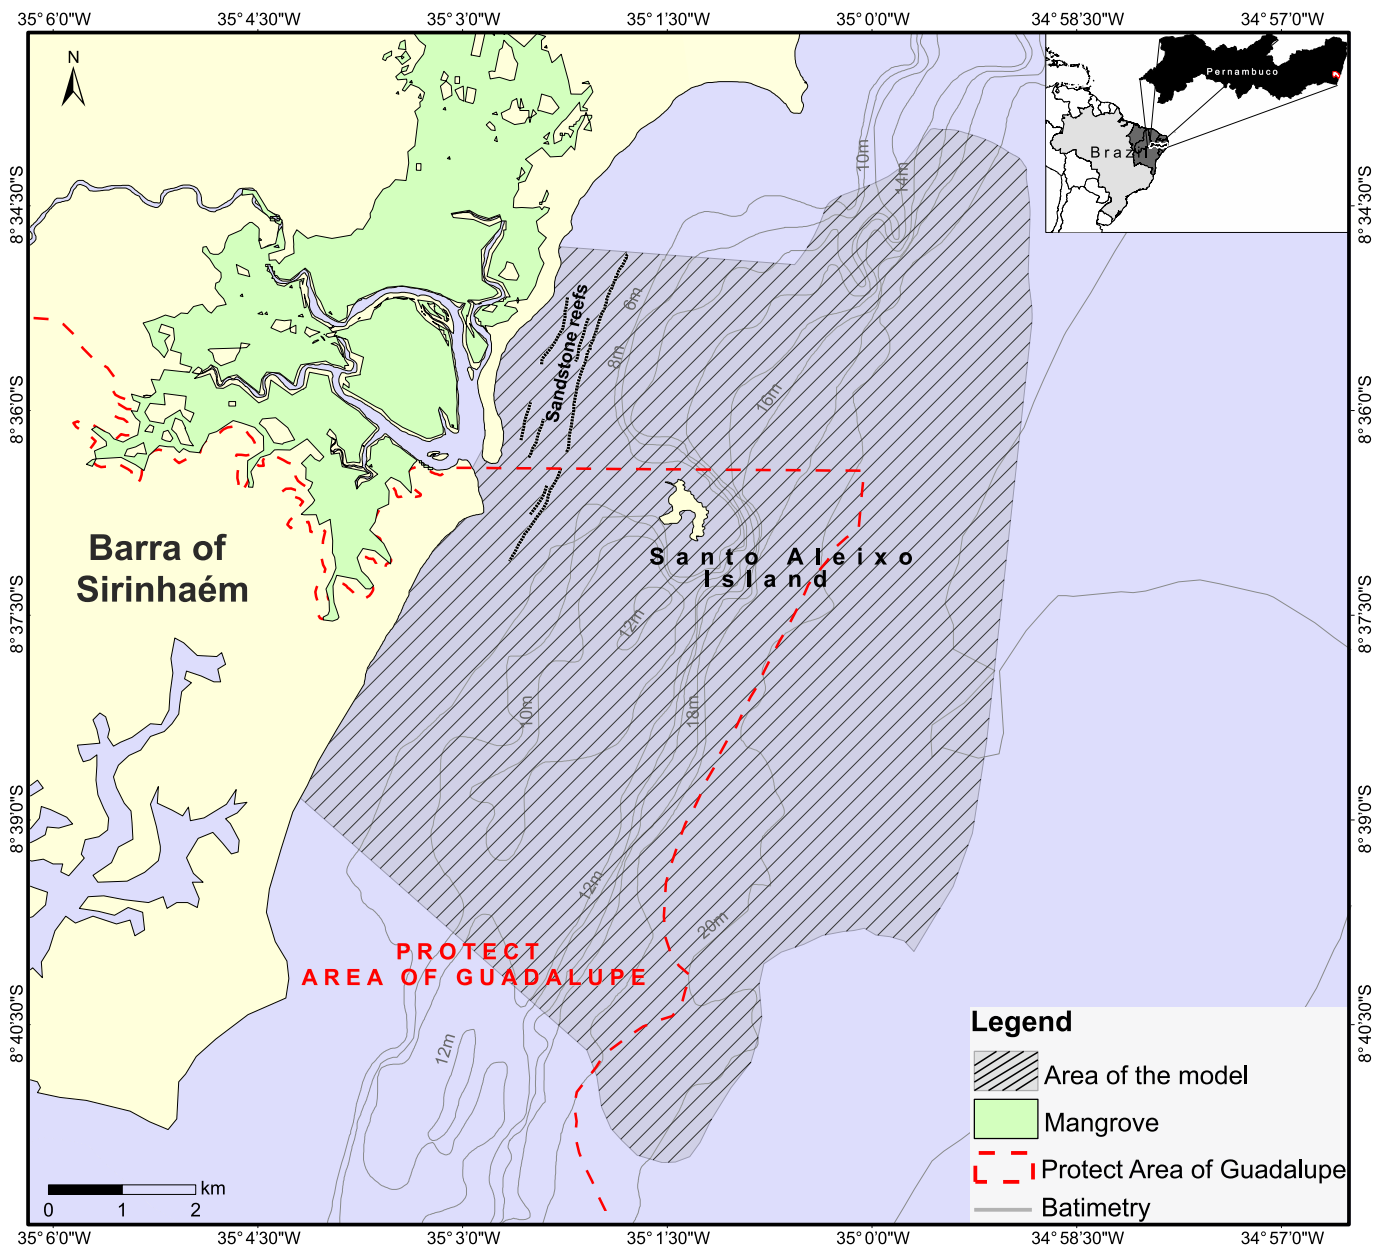 35°6'0"W 35°4'30"W 35°3'0"W 35°1'30"W 35°0'0"W 34°58'30"W 34°57'0"W
N
Pernambuco
Brazil
8°34'30"S 8°34'30"S
10m
14m
6m
8m
Sandstone reefs
16m
8°36'0"S 8°36'0"S
Barra of
Sirinhaém
Santo Aleixo
Island
12m
8°37'30"S 8°37'30"S
10m
18m
8°39'0"S 8°39'0"S
12m
20m
PROTECT
AREA OF GUADALUPE
8°40'30"S 8°40'30"S
12m
Legend
Area of the model
Mangrove
Protect Area of Guadalupe
Batimetry
km
0 1 2
35°6'0"W 35°4'30"W 35°3'0"W 35°1'30"W 35°0'0"W 34°58'30"W 34°57'0"W